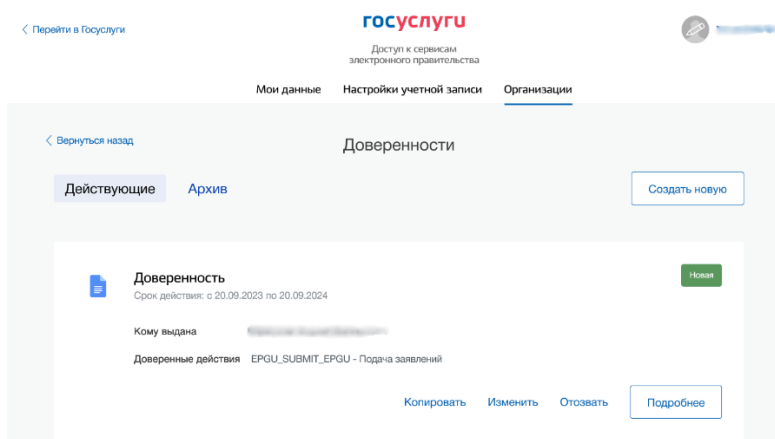 Перейти в Госуслуги
госуслуги
Доступ к сервисам
электронного правительства
Мои данные Настройки учетной записи Организации
Вернуться назад
Доверенности
Действующие Архив Создать новую
Доверенность Новая
Срок действия: с 20.09.2023 по 20.09.2024
Кому выдана
Доверенные действия EPGU_SUBMIT_EPGU - Подача заявлений
Копировать Изменить Отозвать Подробнее